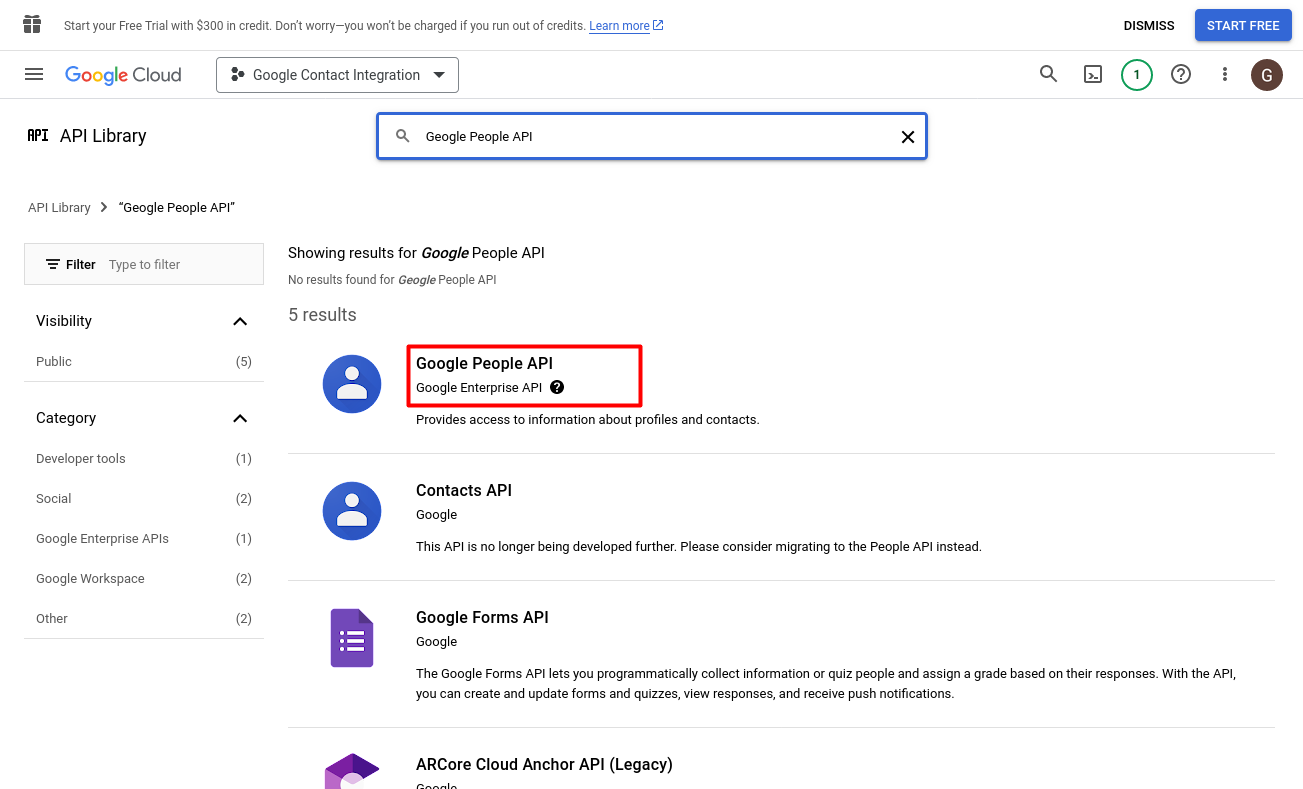 Start your Free Trial with $300 in credit. Don't worry—you won't be charged if you run out of credits. Learn more
DISMISS
START FREE
Google Cloud
Google Contact Integration
1
G
API API Library
Geogle People API
API Library > “Geogle People API”
Filter Type to filter
Visibility
Public (5)
Category
Developer tools (1)
Social (2)
Google Enterprise APIs (1)
Google Workspace (2)
Other (2)
Showing results for Google People API
No results found for Geogle People API
5 results
Google People API
Google Enterprise API ?
Provides access to information about profiles and contacts.
Contacts API
Google
This API is no longer being developed further. Please consider migrating to the People API instead.
Google Forms API
Google
The Google Forms API lets you programmatically collect information or quiz people and assign a grade based on their responses. With the API,
you can create and update forms and quizzes, view responses, and receive push notifications.
ARCore Cloud Anchor API (Legacy)
Google